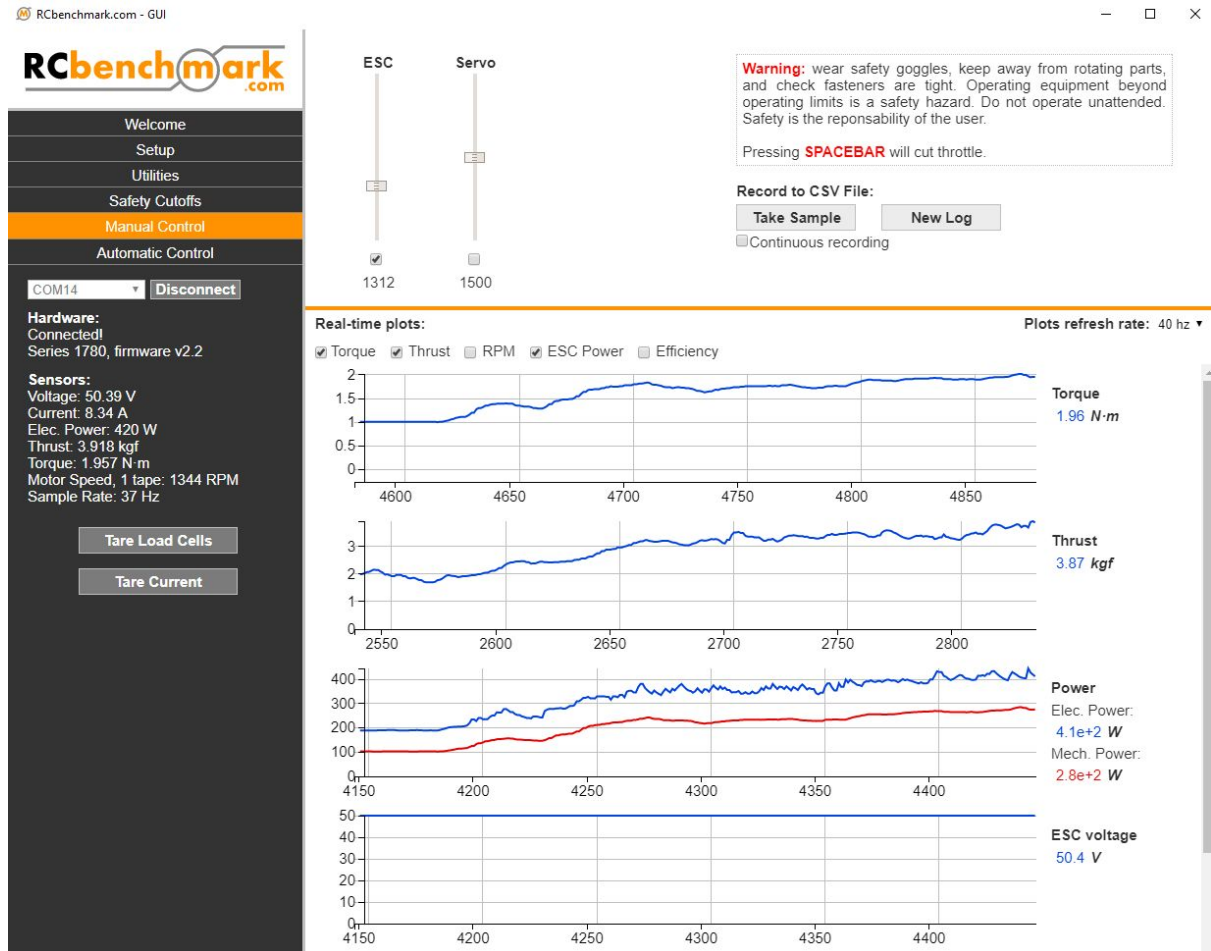 RCbenchmark.com - GUI
RCbenchmark
.com
Welcome
Setup
Utilities
Safety Cutoffs
Manual Control
Automatic Control
COM14 Disconnect
Hardware:
Connected!
Series 1780, firmware v2.2
Sensors:
Voltage: 50.39 V
Current: 8.34 A
Elec. Power: 420 W
Thrust: 3.918 kgf
Torque: 1.957 N·m
Motor Speed, 1 tape: 1344 RPM
Sample Rate: 37 Hz
Tare Load Cells
Tare Current
ESC Servo
1312 1500
Warning: wear safety goggles, keep away from rotating parts,
and check fasteners are tight. Operating equipment beyond
operating limits is a safety hazard. Do not operate unattended.
Safety is the reponsability of the user.
Pressing SPACEBAR will cut throttle.
Record to CSV File:
Take Sample New Log
Continuous recording
Real-time plots: Plots refresh rate: 40 hz
Torque Thrust RPM ESC Power Efficiency
2
1.5
1
0.5
0
4600 4650 4700 4750 4800 4850
Torque
1.96 N·m
3
2
1
0
2550 2600 2650 2700 2750 2800
Thrust
3.87 kgf
400
300
200
100
0
4150 4200 4250 4300 4350 4400
Power
Elec. Power:
4.1e+2 W
Mech. Power:
2.8e+2 W
50
40
30
20
10
0
4150 4200 4250 4300 4350 4400
ESC voltage
50.4 V